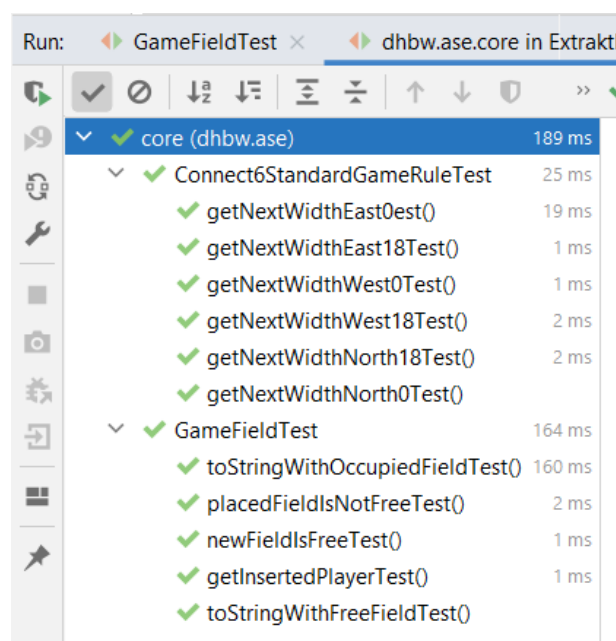 Run: GameFieldTest × dhbw.ase.core in Extrakt
core (dhbw.ase) 189 ms
Connect6StandardGameRuleTest 25 ms
getNextWidthEast0est() 19 ms
getNextWidthEast18Test() 1 ms
getNextWidthWest0Test() 1 ms
getNextWidthWest18Test() 2 ms
getNextWidthNorth18Test() 2 ms
getNextWidthNorth0Test()
GameFieldTest 164 ms
toStringWithOccupiedFieldTest() 160 ms
placedFieldIsNotFreeTest() 2 ms
newFieldIsFreeTest() 1 ms
getInsertedPlayerTest() 1 ms
toStringWithFreeFieldTest()